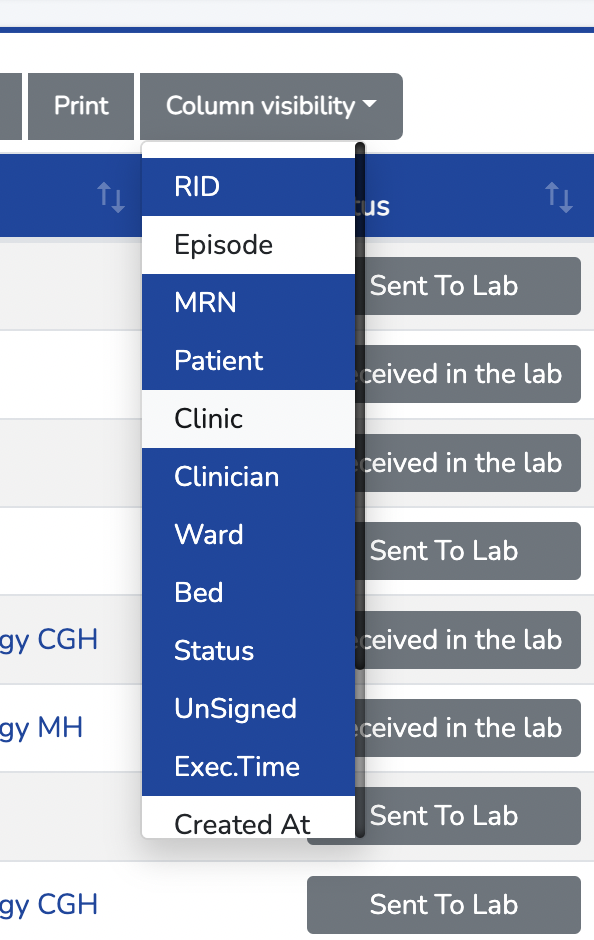 Print
Column visibility
RID
tus
Episode
Sent To Lab
MRN
Patient
eceived in the lab
Clinic
Clinician
eceived in the lab
Ward
Sent To Lab
Bed
Status
gy CGH
eceived in the lab
UnSigned
gy MH
eceived in the lab
Exec.Time
Created At
Sent To Lab
gy CGH
Sent To Lab